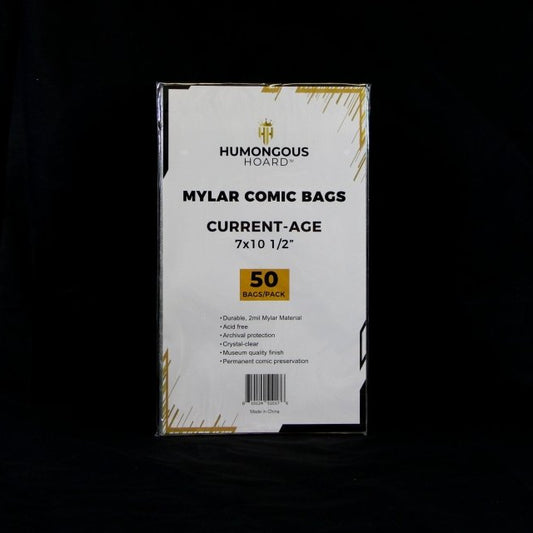 HUMONGOUS
HOARD™
MYLAR COMIC BAGS
CURRENT-AGE
7x10 1/2"
50
BAGS/PACK
• Durable, 2mil Mylar Material
• Acid free
• Archival protection
• Crystal-clear
• Museum quality finish
• Permanent comic preservation
Made in China